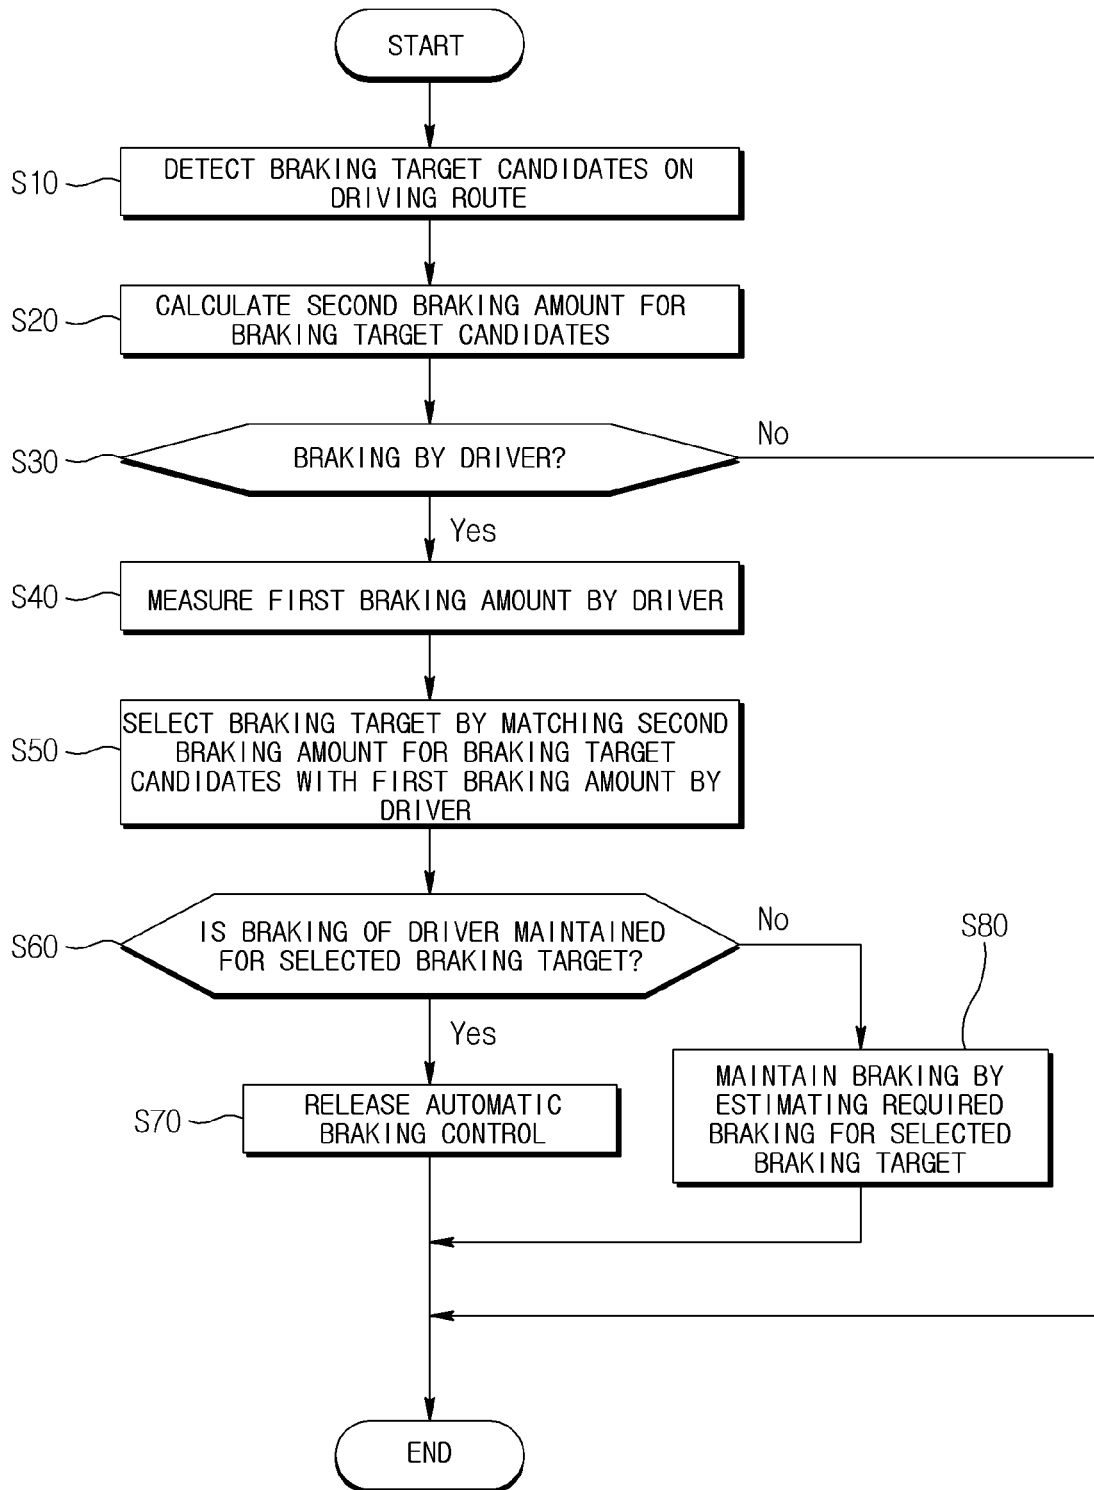 START
S10
DETECT BRAKING TARGET CANDIDATES ON
DRIVING ROUTE
S20
CALCULATE SECOND BRAKING AMOUNT FOR
BRAKING TARGET CANDIDATES
S30
BRAKING BY DRIVER?
No
Yes
S40
MEASURE FIRST BRAKING AMOUNT BY DRIVER
S50
SELECT BRAKING TARGET BY MATCHING SECOND
BRAKING AMOUNT FOR BRAKING TARGET
CANDIDATES WITH FIRST BRAKING AMOUNT BY
DRIVER
S60
IS BRAKING OF DRIVER MAINTAINED
FOR SELECTED BRAKING TARGET?
No
Yes
S70
RELEASE AUTOMATIC
BRAKING CONTROL
S80
MAINTAIN BRAKING BY
ESTIMATING REQUIRED
BRAKING FOR SELECTED
BRAKING TARGET
END